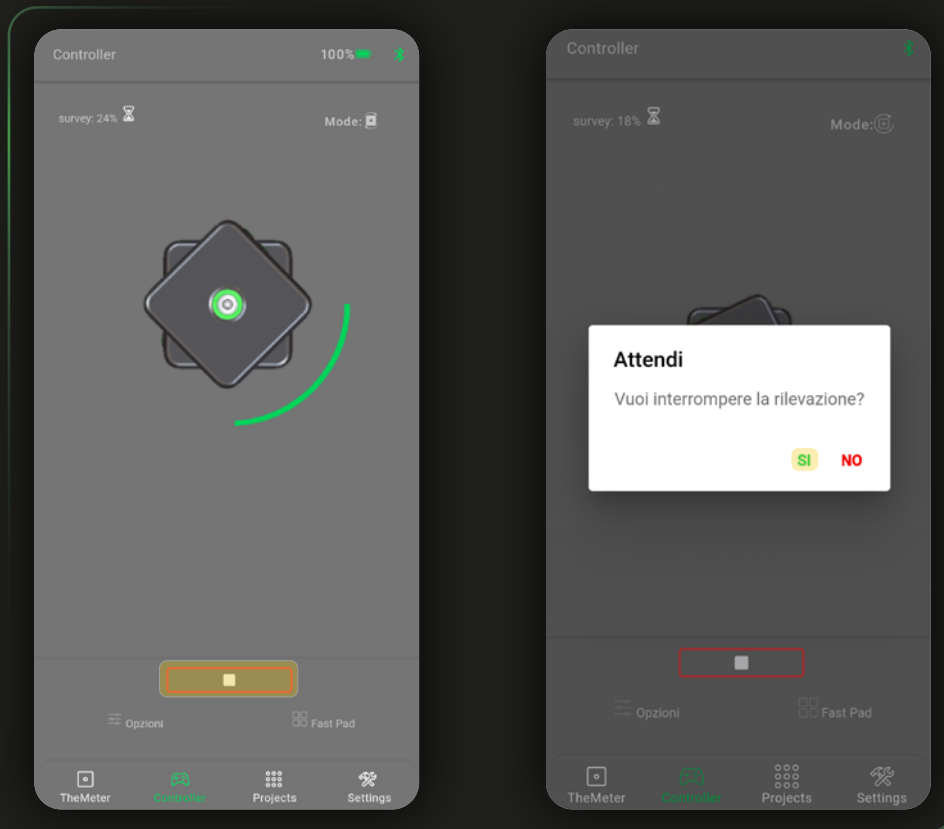 Controller
100%
survey: 24%
Mode:
Opzioni
Fast Pad
TheMeter
Controller
Projects
Settings
Controller
survey: 18%
Mode:
Attendi
Vuoi interrompere la rilevazione?
SI
NO
Opzioni
Fast Pad
TheMeter
Controller
Projects
Settings